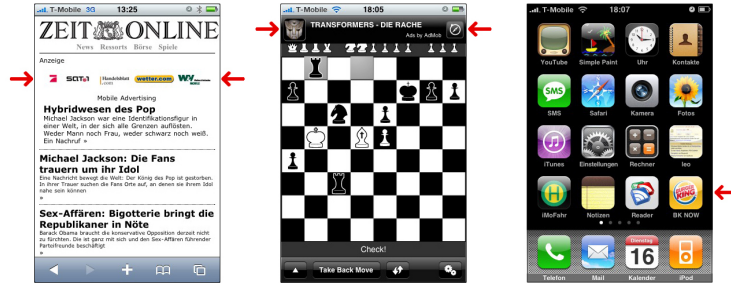 T-Mobile 3G 13:25
ZEIT ONLINE
News Ressorts Börse Spiele
Anzeige
SAT.1 Handelsblatt wetter.com
Mobile Advertising
Hybridwesen des Pop
Michael Jackson war eine Identifikationsfigur in
einer Welt, in der sich alle Grenzen auflösten.
Weder Mann noch Frau, weder schwarz noch weiß.
Ein Nachruf »
Michael Jackson: Die Fans
trauern um ihr Idol
Eine Nachricht bewegt die Welt: Der König des Pop ist gestorben.
In ihrer Trauer suchen die Fans Orte auf, an denen sie ihrem Idol
nahe sein können
»
Sex-Affären: Bigotterie bringt die
Republikaner in Nöte
Barack Obama braucht die konservative Opposition derzeit nicht
zu fürchten. Die ist ganz mit sich und den Sex-Affären führender
Parteifreunde beschäftigt
»
T-Mobile 18:05
TRANSFORMERS - DIE RACHE
Ads by AdMob
Check!
Take Back Move
T-Mobile 18:07
YouTube Simple Paint Uhr Kontakte
SMS
SMS Safari Kamera Fotos
iTunes Einstellungen Rechner leo
H
iMoFahr Notizen Reader BK NOW
BURGER
KING
Dienstag
16
Telefon Mail Kalender iPod